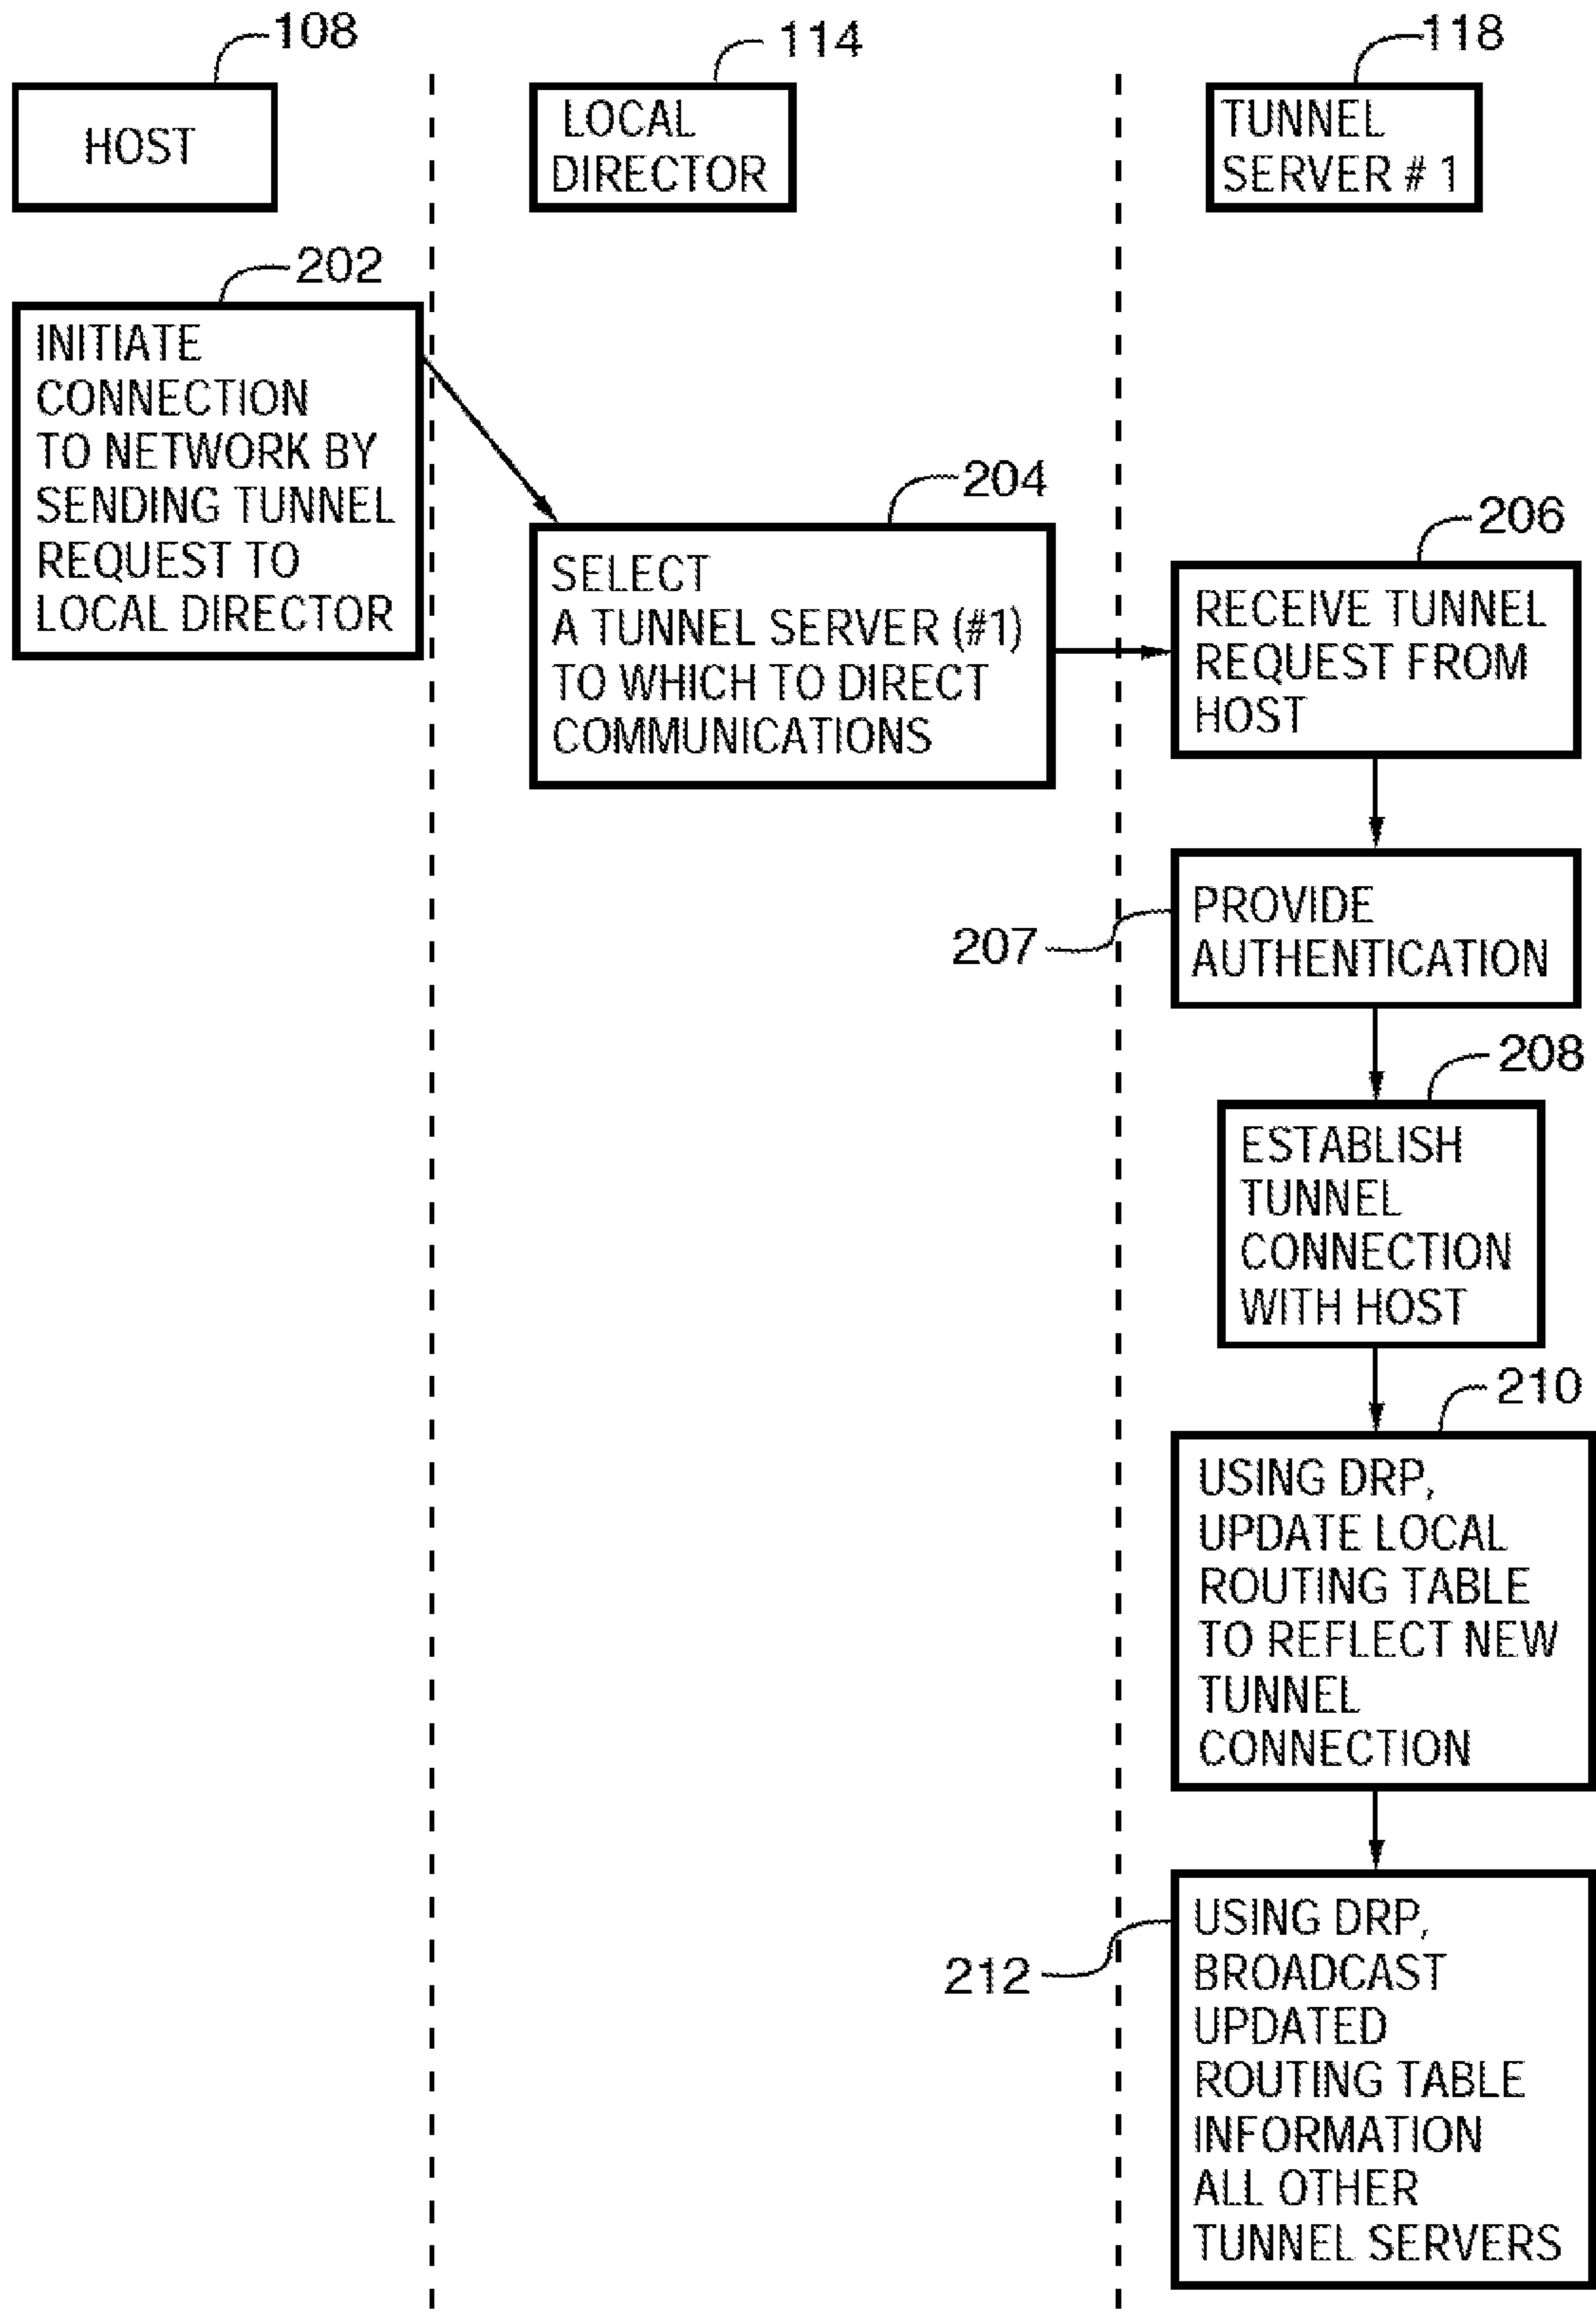 108
HOST
114
LOCAL
DIRECTOR
118
TUNNEL
SERVER # 1
202
INITIATE
CONNECTION
TO NETWORK BY
SENDING TUNNEL
REQUEST TO
LOCAL DIRECTOR
204
SELECT
A TUNNEL SERVER (#1)
TO WHICH TO DIRECT
COMMUNICATIONS
206
RECEIVE TUNNEL
REQUEST FROM
HOST
207
PROVIDE
AUTHENTICATION
208
ESTABLISH
TUNNEL
CONNECTION
WITH HOST
210
USING DRP,
UPDATE LOCAL
ROUTING TABLE
TO REFLECT NEW
TUNNEL
CONNECTION
212
USING DRP,
BROADCAST
UPDATED
ROUTING TABLE
INFORMATION
ALL OTHER
TUNNEL SERVERS